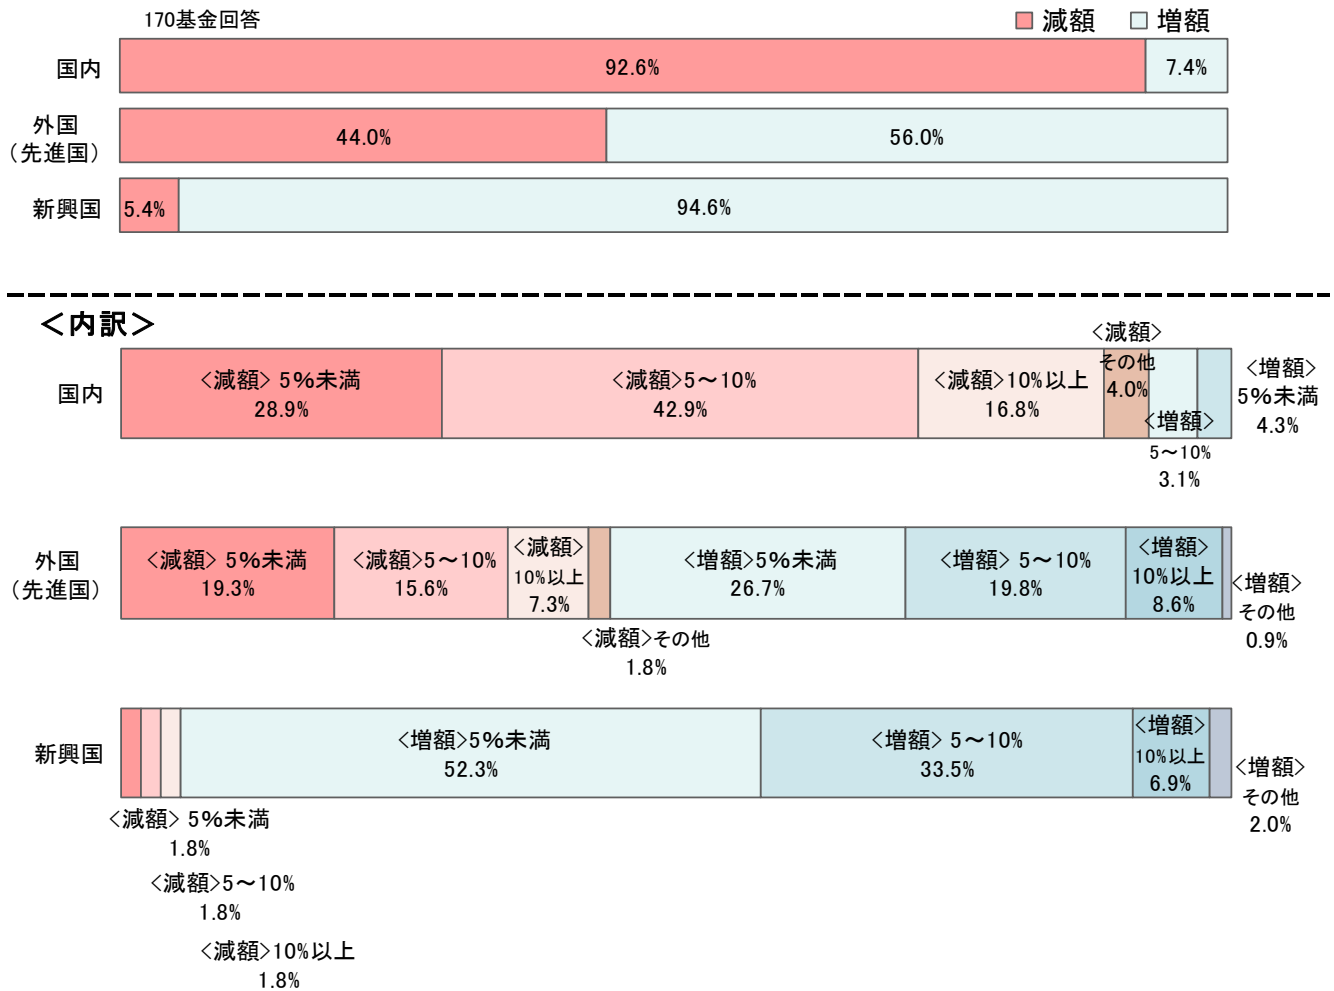 170基金回答
減額 増額
国内
92.6%
7.4%
外国
（先進国）
44.0%
56.0%
新興国
5.4%
94.6%
＜内訳＞
国内
<減額> 5%未満
28.9%
<減額>5～10%
42.9%
<減額>10%以上
16.8%
<減額>
その他
4.0%
<増額>
5～10%
3.1%
<増額>
5%未満
4.3%
外国
（先進国）
<減額> 5%未満
19.3%
<減額>5～10%
15.6%
<減額>
10%以上
7.3%
<減額>その他
1.8%
<増額>5%未満
26.7%
<増額> 5～10%
19.8%
<増額>
10%以上
8.6%
<増額>
その他
0.9%
新興国
<減額> 5%未満
1.8%
<減額>5～10%
1.8%
<減額>10%以上
1.8%
<増額>5%未満
52.3%
<増額> 5～10%
33.5%
<増額>
10%以上
6.9%
<増額>
その他
2.0%